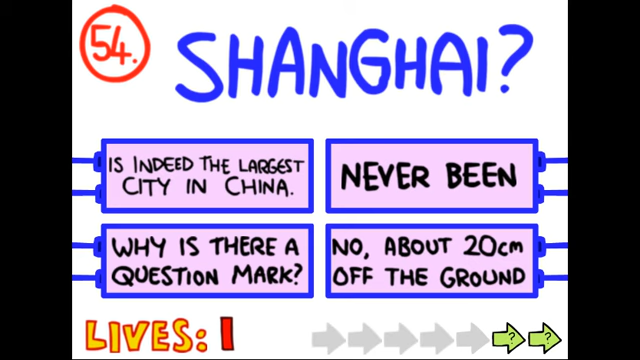 54.
SHANGHAI?
IS INDEED THE LARGEST
CITY IN CHINA.
NEVER BEEN
WHY IS THERE A
QUESTION MARK?
NO, ABOUT 20cm
OFF THE GROUND
LIVES: 1
? ?